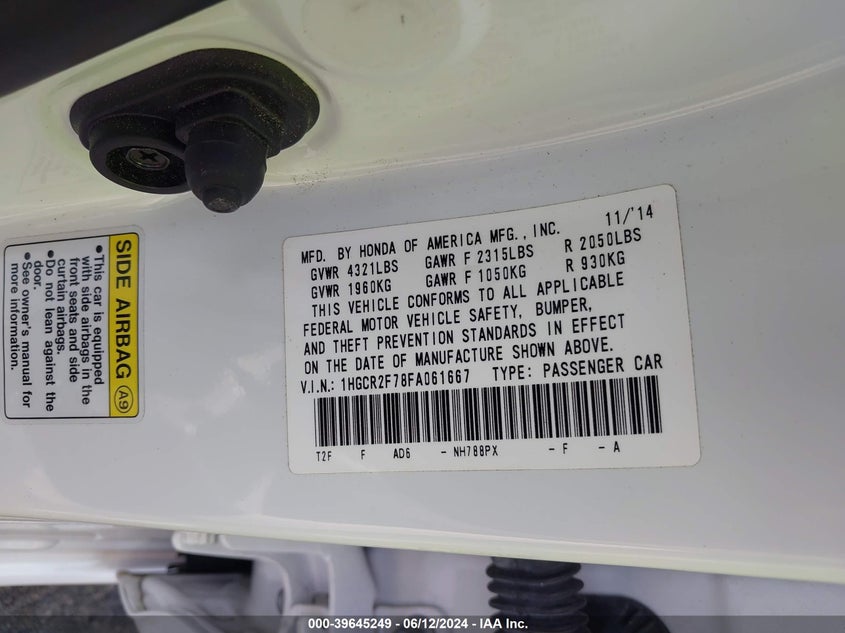 MFD. BY HONDA OF AMERICA MFG., INC. 11/'14
GVWR 4321LBS GAWR F 2315LBS R 2050LBS
GVWR 1960KG GAWR F 1050KG R 930KG
THIS VEHICLE CONFORMS TO ALL APPLICABLE
FEDERAL MOTOR VEHICLE SAFETY, BUMPER,
AND THEFT PREVENTION STANDARDS IN EFFECT
ON THE DATE OF MANUFACTURE SHOWN ABOVE.
V.I.N.: 1HGCR2F78FA061667 TYPE: PASSENGER CAR
T2F F AD6 - NH788PX - F - A
SIDE AIRBAG A9
• This car is equipped
with side airbags in the
front seats and side
curtain airbags.
• Do not lean against the
door.
• See owner's manual for
more information.
000-39645249 - 06/12/2024 - IAA Inc.